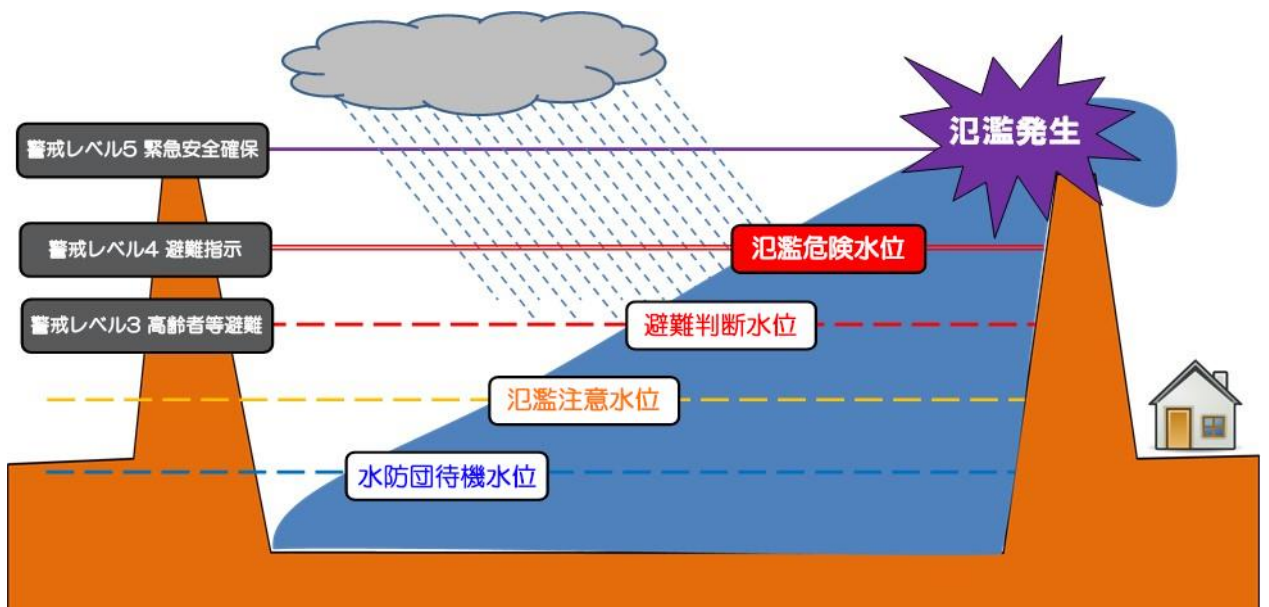 氾濫発生
警戒レベル5 緊急安全確保
警戒レベル4 避難指示
氾濫危険水位
警戒レベル3 高齢者等避難
避難判断水位
氾濫注意水位
水防団待機水位